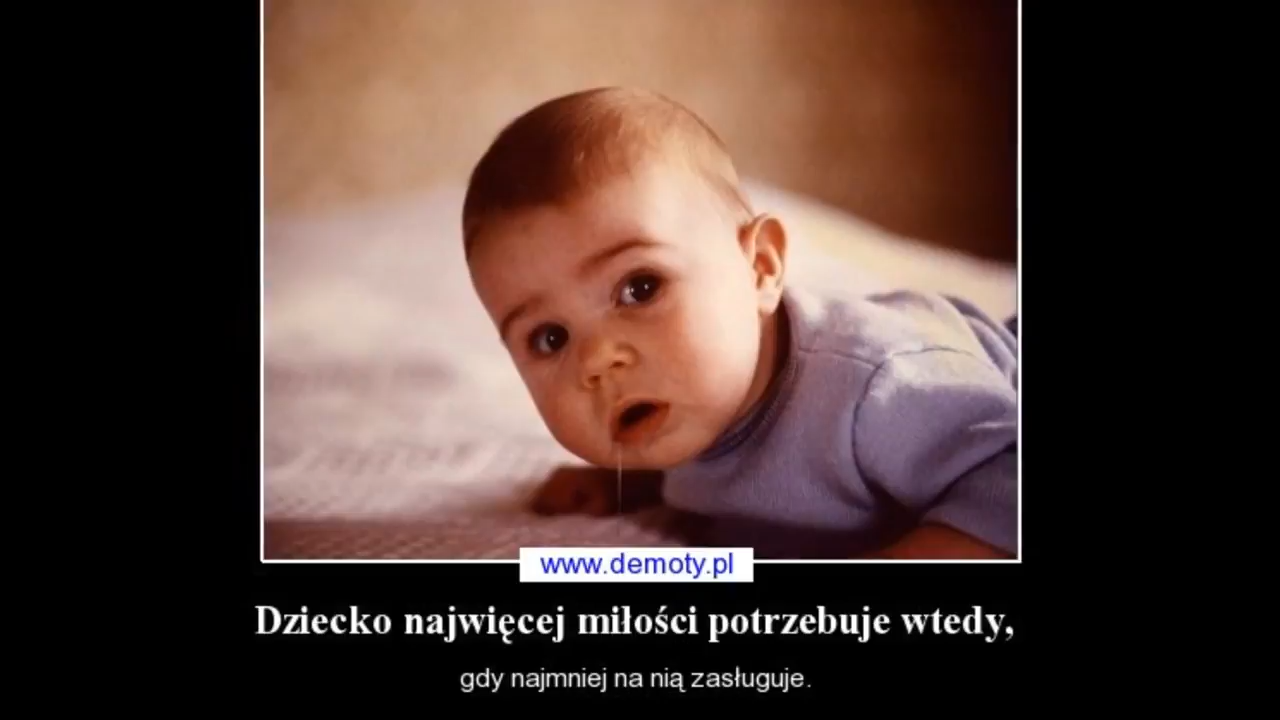 www.demoty.pl
Dziecko najwięcej miłości potrzebuje wtedy,
gdy najmniej na nią zasługuje.